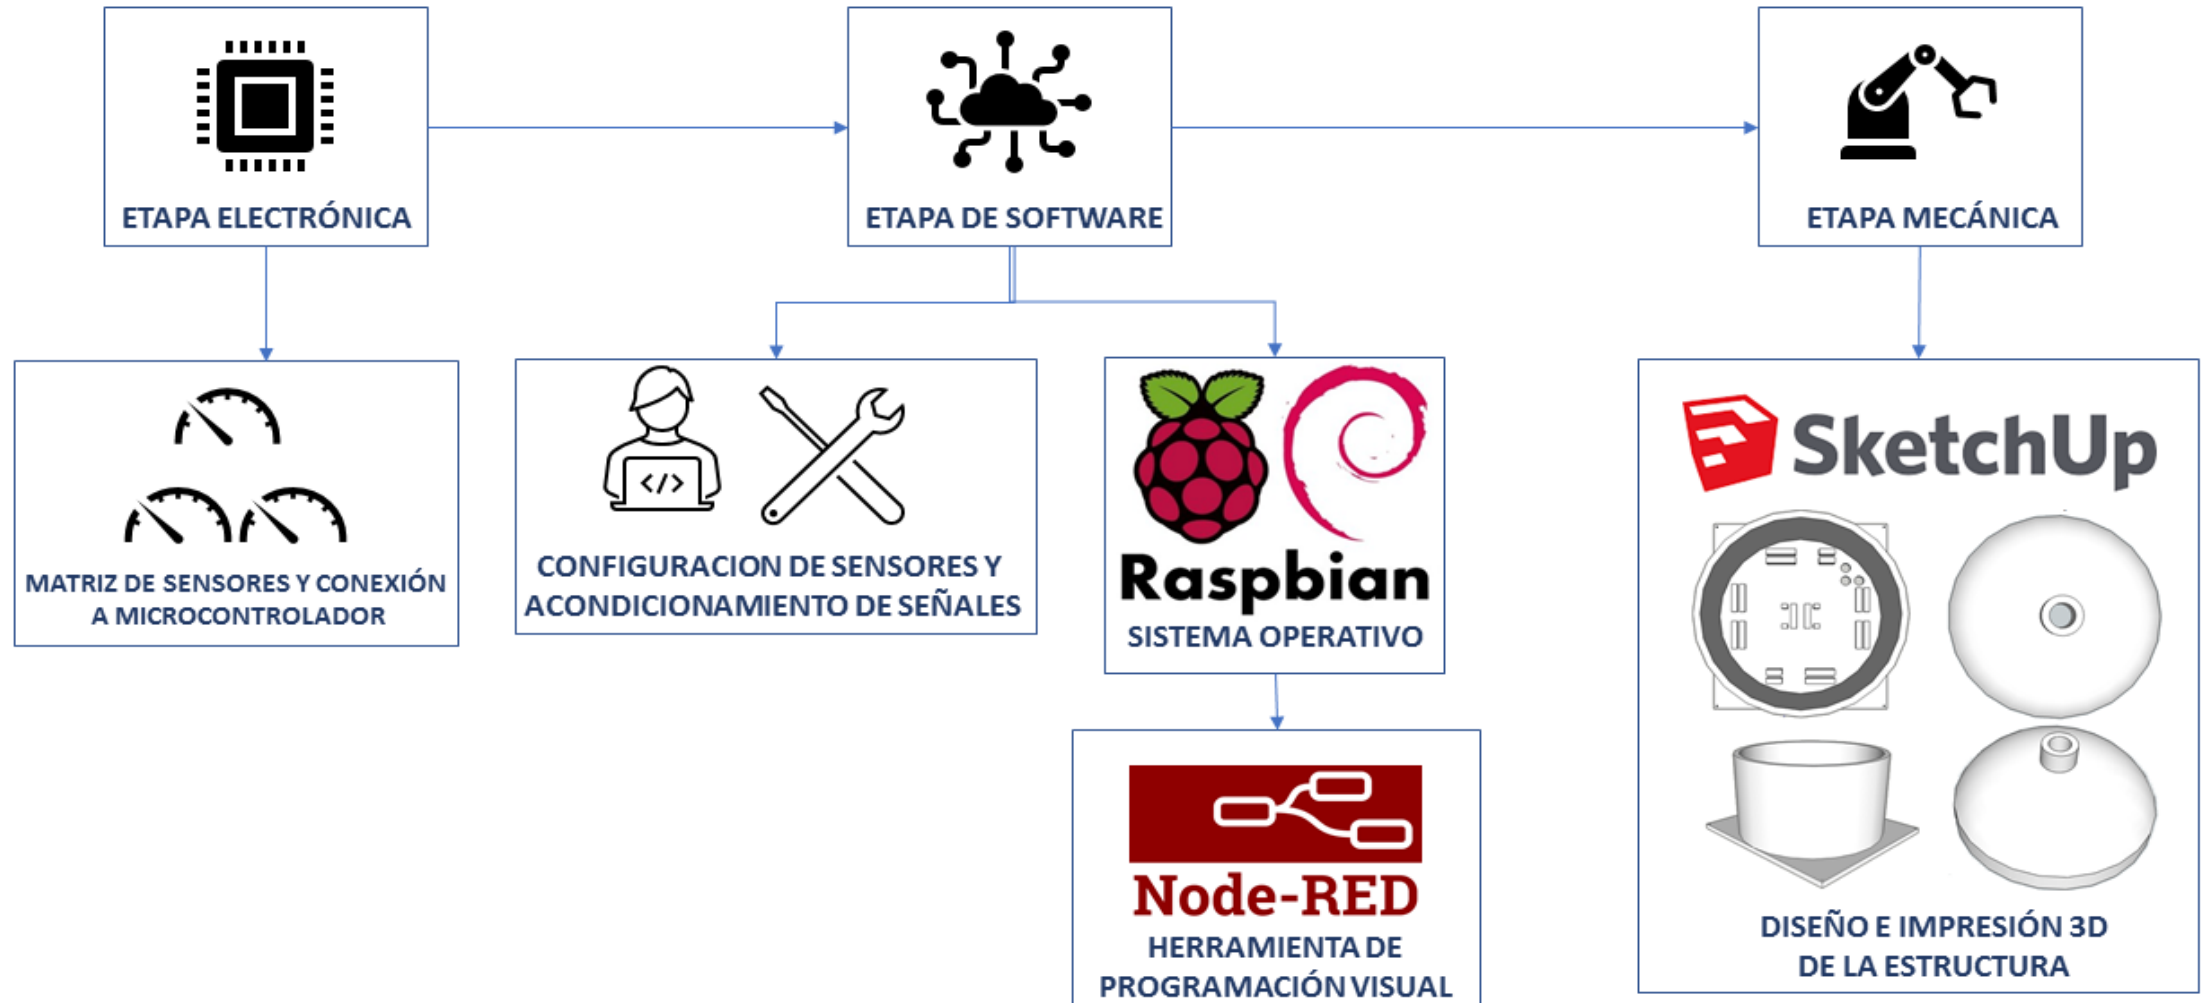 ETAPA ELECTRÓNICA
ETAPA DE SOFTWARE
ETAPA MECÁNICA
MATRIZ DE SENSORES Y CONEXIÓN
A MICROCONTROLADOR
</>
CONFIGURACION DE SENSORES Y
ACONDICIONAMIENTO DE SEÑALES
Raspbian
SISTEMA OPERATIVO
Node-RED
HERRAMIENTA DE
PROGRAMACIÓN VISUAL
SketchUp
DISEÑO E IMPRESIÓN 3D
DE LA ESTRUCTURA